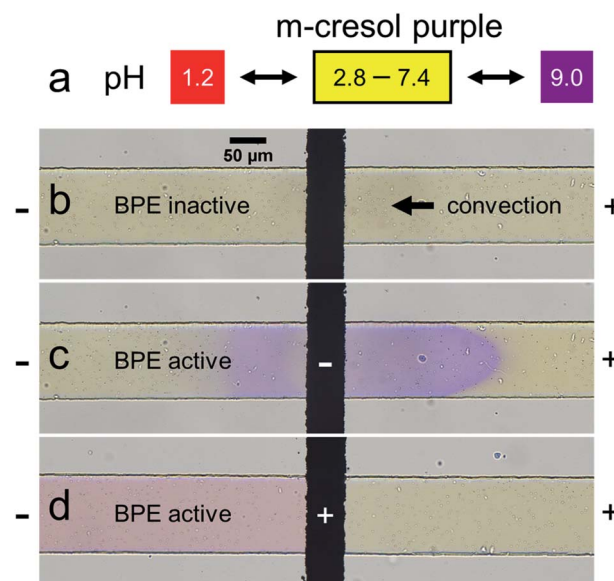 m-cresol purple
a pH 1.2 2.8 – 7.4 9.0
50 µm
- b BPE inactive convection +
- c BPE active - +
- d BPE active + +